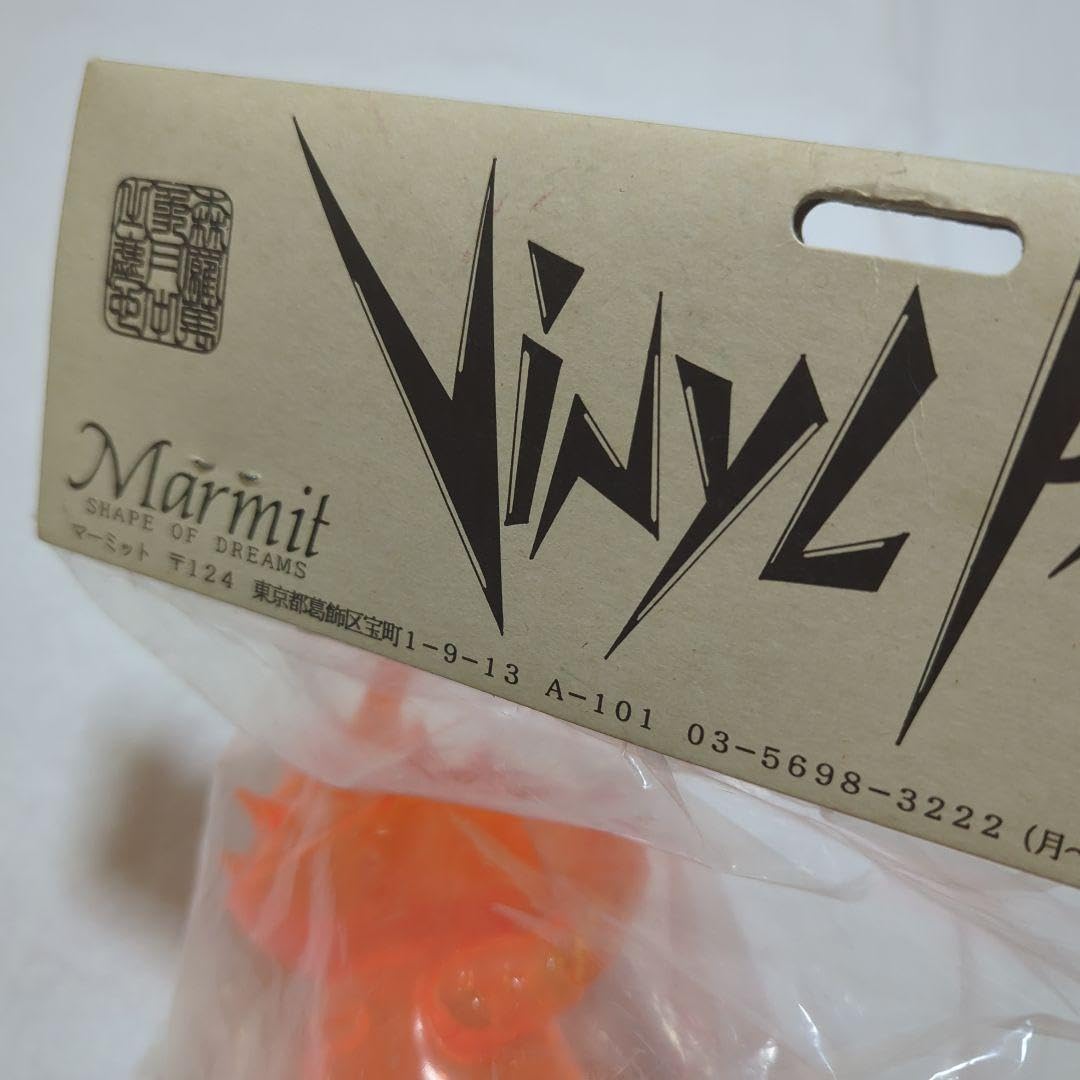 VINYL
Marmit
SHAPE OF DREAMS
マーミット 〒124 東京都葛飾区宝町1-9-13 A-101 03-5698-3222 (月~